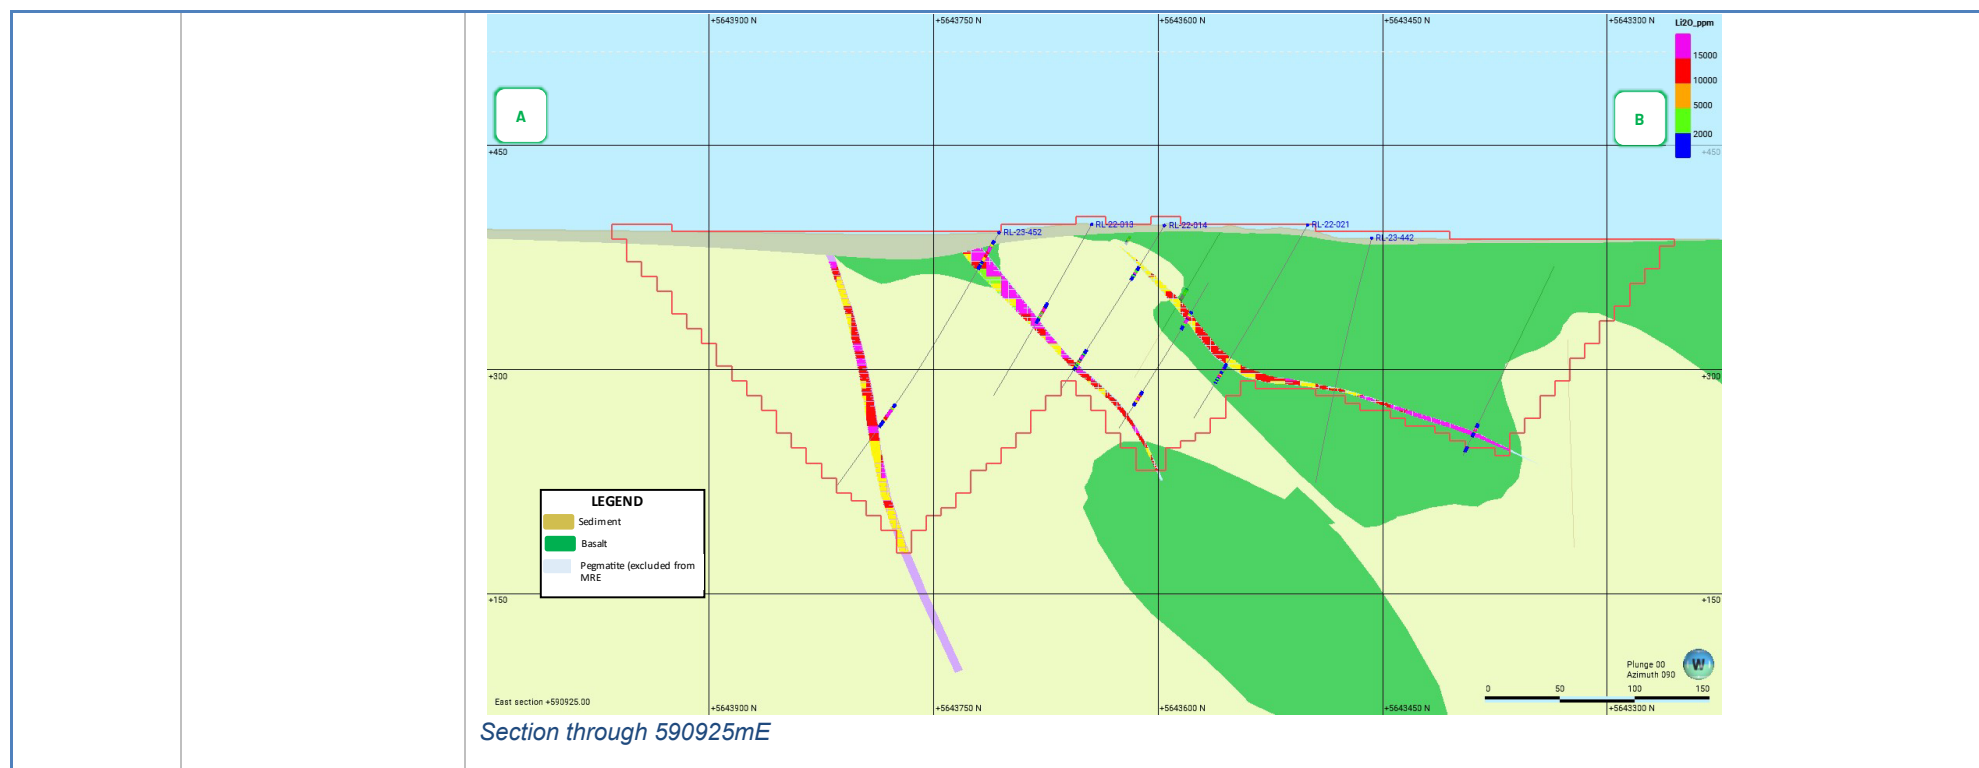 +5643900 N
+5643750 N
+5643600 N
+5643450 N
+5643300 N
Li2O_ppm
15000
10000
5000
2000
A
B
+450
+450
RL-23-452
RL-22-013
RL-22-014
RL-22-021
RL-23-442
+300
+300
LEGEND
Sediment
Basalt
Pegmatite (excluded from
MRE
+150
+150
Plunge 00
Azimuth 090
W
0 50 100 150
East section +590925.00
+5643900 N
+5643750 N
+5643600 N
+5643450 N
+5643300 N
Section through 590925mE